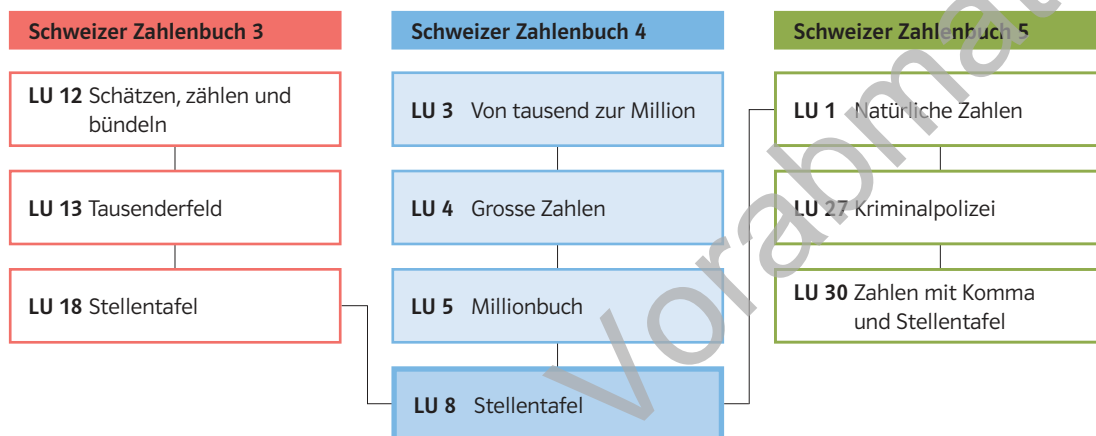 Schweizer Zahlenbuch 3
LU 12 Schätzen, zählen und
bündeln
LU 13 Tausenderfeld
LU 18 Stellentafel
Schweizer Zahlenbuch 4
LU 3 Von tausend zur Million
LU 4 Grosse Zahlen
LU 5 Millionbuch
LU 8 Stellentafel
Schweizer Zahlenbuch 5
LU 1 Natürliche Zahlen
LU 27 Kriminalpolizei
LU 30 Zahlen mit Komma
und Stellentafel
Vorabmat